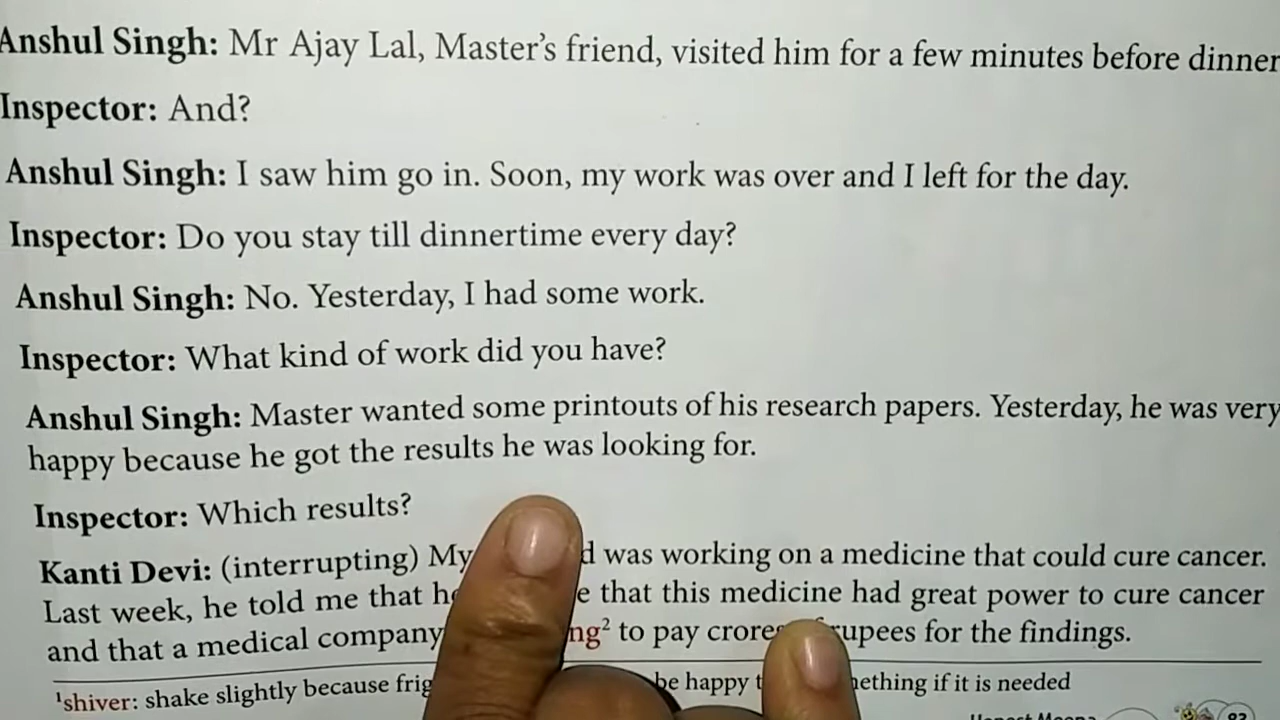 Anshul Singh: Mr Ajay Lal, Master's friend, visited him for a few minutes before dinner
Inspector: And?
Anshul Singh: I saw him go in. Soon, my work was over and I left for the day.
Inspector: Do you stay till dinnertime every day?
Anshul Singh: No. Yesterday, I had some work.
Inspector: What kind of work did you have?
Anshul Singh: Master wanted some printouts of his research papers. Yesterday, he was very
happy because he got the results he was looking for.
Inspector: Which results?
Kanti Devi: (interrupting) My was working on a medicine that could cure cancer.
Last week, he told me that that this medicine had great power to cure cancer
and that a medical company to pay crores rupees for the findings.
¹shiver: shake slightly because be happy if it is needed
82